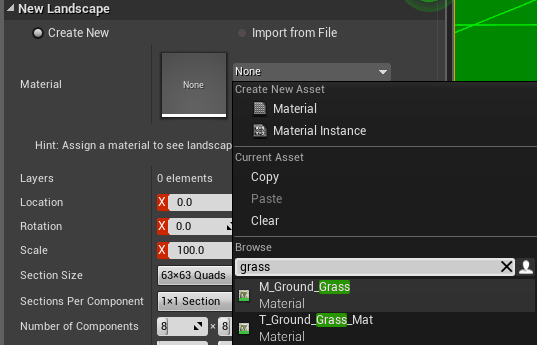 New Landscape
Create New Import from File
Material None None
Create New Asset
Material
Material Instance
Hint: Assign a material to see landscap
Current Asset
Layers 0 elements Copy
Location X 0.0 Paste
Rotation X 0.0 Clear
Scale X 100.0
Browse
Section Size 63×63 Quads grass
Sections Per Component 1×1 Section M_Ground_Grass
Material
Number of Components 8 × 8 T_Ground_Grass_Mat
Material